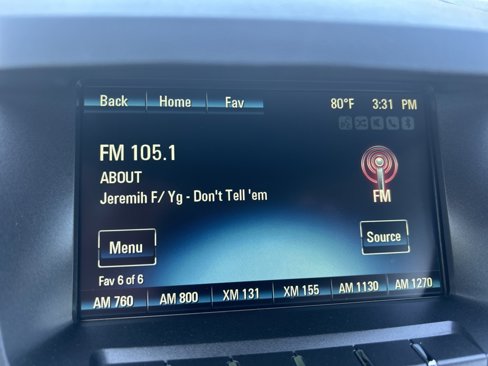 Back Home Fav 80°F 3:31 PM
FM 105.1
ABOUT
Jeremih F/ Yg - Don't Tell 'em
FM
Menu
Source
Fav 6 of 6
AM 760 AM 800 XM 131 XM 155 AM 1130 AM 1270